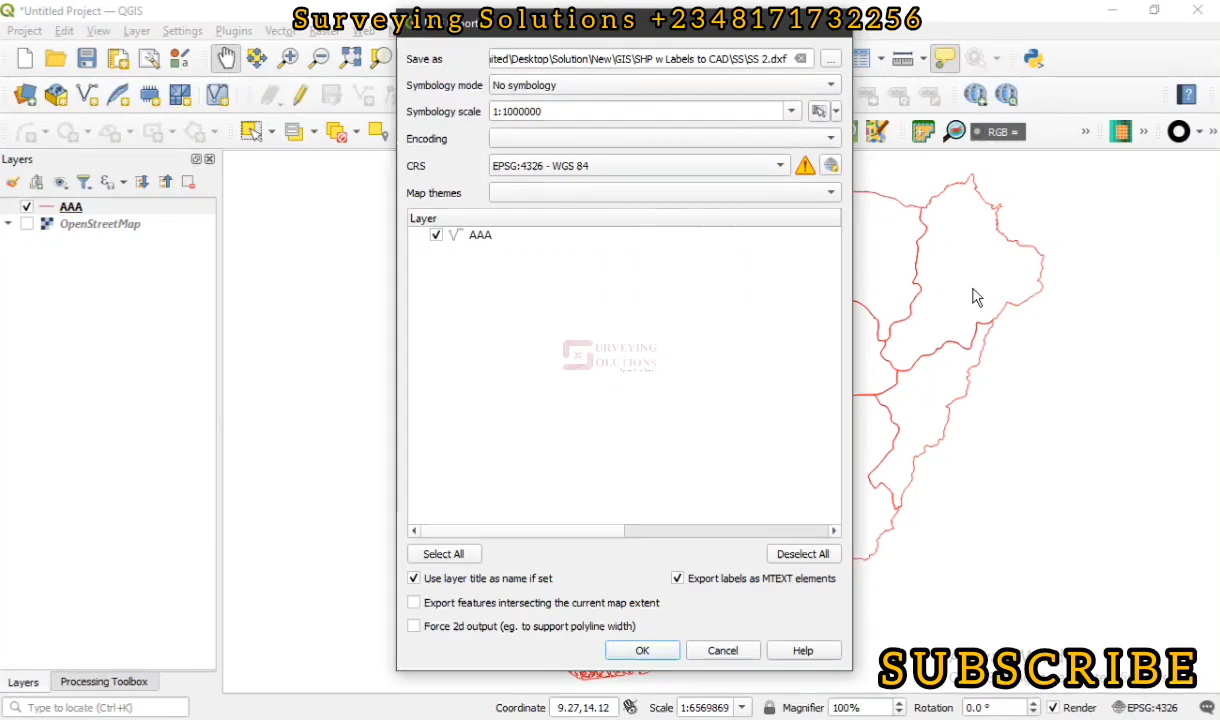 *Untitled Project — QGIS
Surveying Solutions +2348171732256
Project Edit View Layer Settings Plugins Vector Raster Web
Save as
ited\Desktop\Solution\New\GIS\SHP w Labels to CAD\SS\SS 2.dxf
...
Symbology mode
No symbology
Symbology scale
1:1000000
Encoding
RGB =
CRS
EPSG:4326 - WGS 84
Map themes
Layers
AAA
OpenStreetMap
Layer
AAA
SURVEYING
SOLUTIONS
Select All
Deselect All
Use layer title as name if set
Export labels as MTEXT elements
Export features intersecting the current map extent
Force 2d output (eg. to support polyline width)
OK
Cancel
Help
SUBSCRIBE
Layers
Processing Toolbox
Type to locate (Ctrl+K)
Coordinate
9.27,14.12
Scale
1:6569869
Magnifier
100%
Rotation
0.0 °
Render
EPSG:4326